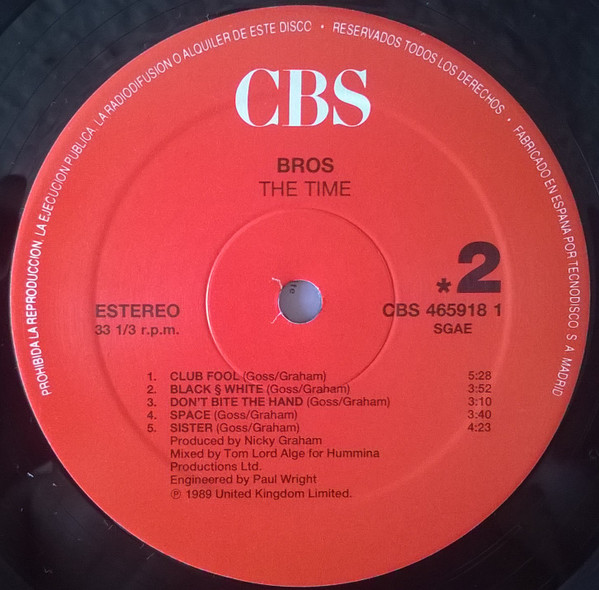 PROHIBIDA LA REPRODUCCION, LA EJECUCION PUBLICA, LA RADIODIFUSION O ALQUILER DE ESTE DISCO • RESERVADOS TODOS LOS DERECHOS • FABRICADO EN ESPAÑA POR TECNODISCO, S. A. MADRID
CBS
BROS
THE TIME
*2
ESTEREO
33 1/3 r.p.m.
CBS 465918 1
SGAE
1. CLUB FOOL (Goss/Graham) 5:28
2. BLACK § WHITE (Goss/Graham) 3:52
3. DON'T BITE THE HAND (Goss/Graham) 3:10
4. SPACE (Goss/Graham) 3:40
5. SISTER (Goss/Graham) 4:23
Produced by Nicky Graham
Mixed by Tom Lord Alge for Hummina
Productions Ltd.
Engineered by Paul Wright
℗ 1989 United Kingdom Limited.